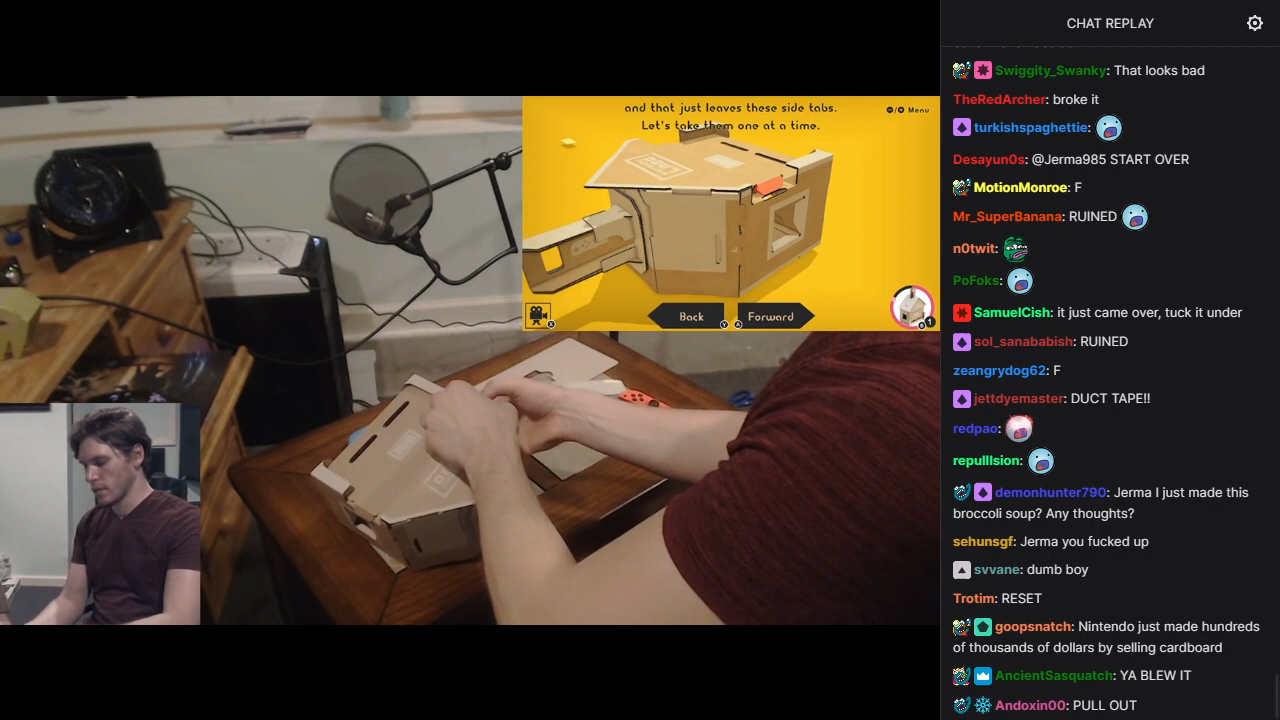 and that just leaves these side tabs.
Let's take them one at a time.
Menu
Back
Forward
CHAT REPLAY
Swiggity_Swanky: That looks bad
TheRedArcher: broke it
turkishspaghettie:
Desayun0s: @Jerma985 START OVER
MotionMonroe: F
Mr_SuperBanana: RUINED
n0twit:
PoFoks:
SamuelCish: it just came over, tuck it under
sol_sanababish: RUINED
zeangrydog62: F
jettdyemaster: DUCT TAPE!!
redpao:
repulllsion:
demonhunter790: Jerma I just made this
broccoli soup? Any thoughts?
sehunsgf: Jerma you fucked up
svvane: dumb boy
Trotim: RESET
goopsnatch: Nintendo just made hundreds
of thousands of dollars by selling cardboard
AncientSasquatch: YA BLEW IT
Andoxin00: PULL OUT